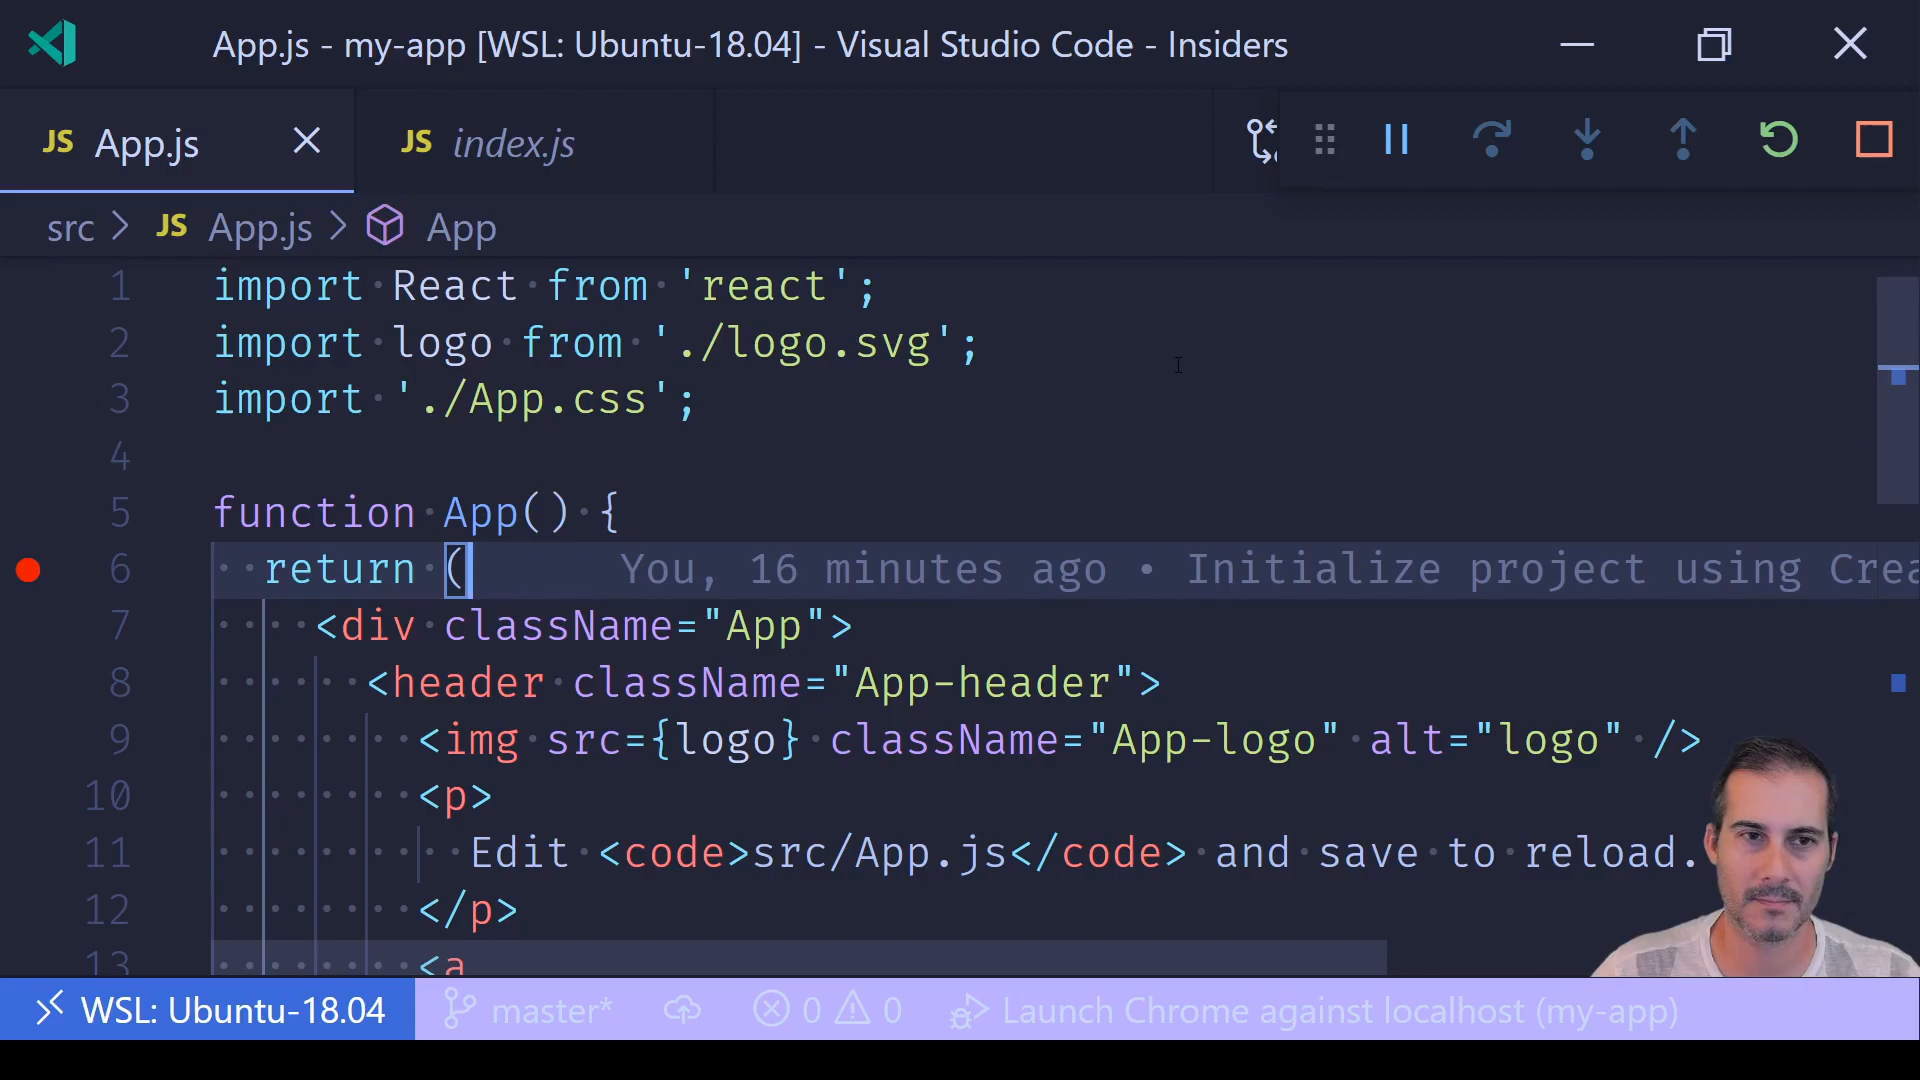 App.js - my-app [WSL: Ubuntu-18.04] - Visual Studio Code - Insiders
JS App.js JS index.js
src > JS App.js > App
1 import React from 'react';
2 import logo from './logo.svg';
3 import './App.css';
4
5 function App() {
6 return ( You, 16 minutes ago • Initialize project using Crea
7 <div className="App">
8 <header className="App-header">
9 <img src={logo} className="App-logo" alt="logo" />
10 <p>
11 Edit <code>src/App.js</code> and save to reload.
12 </p>
13 <a
WSL: Ubuntu-18.04 master* 0 0 Launch Chrome against localhost (my-app)